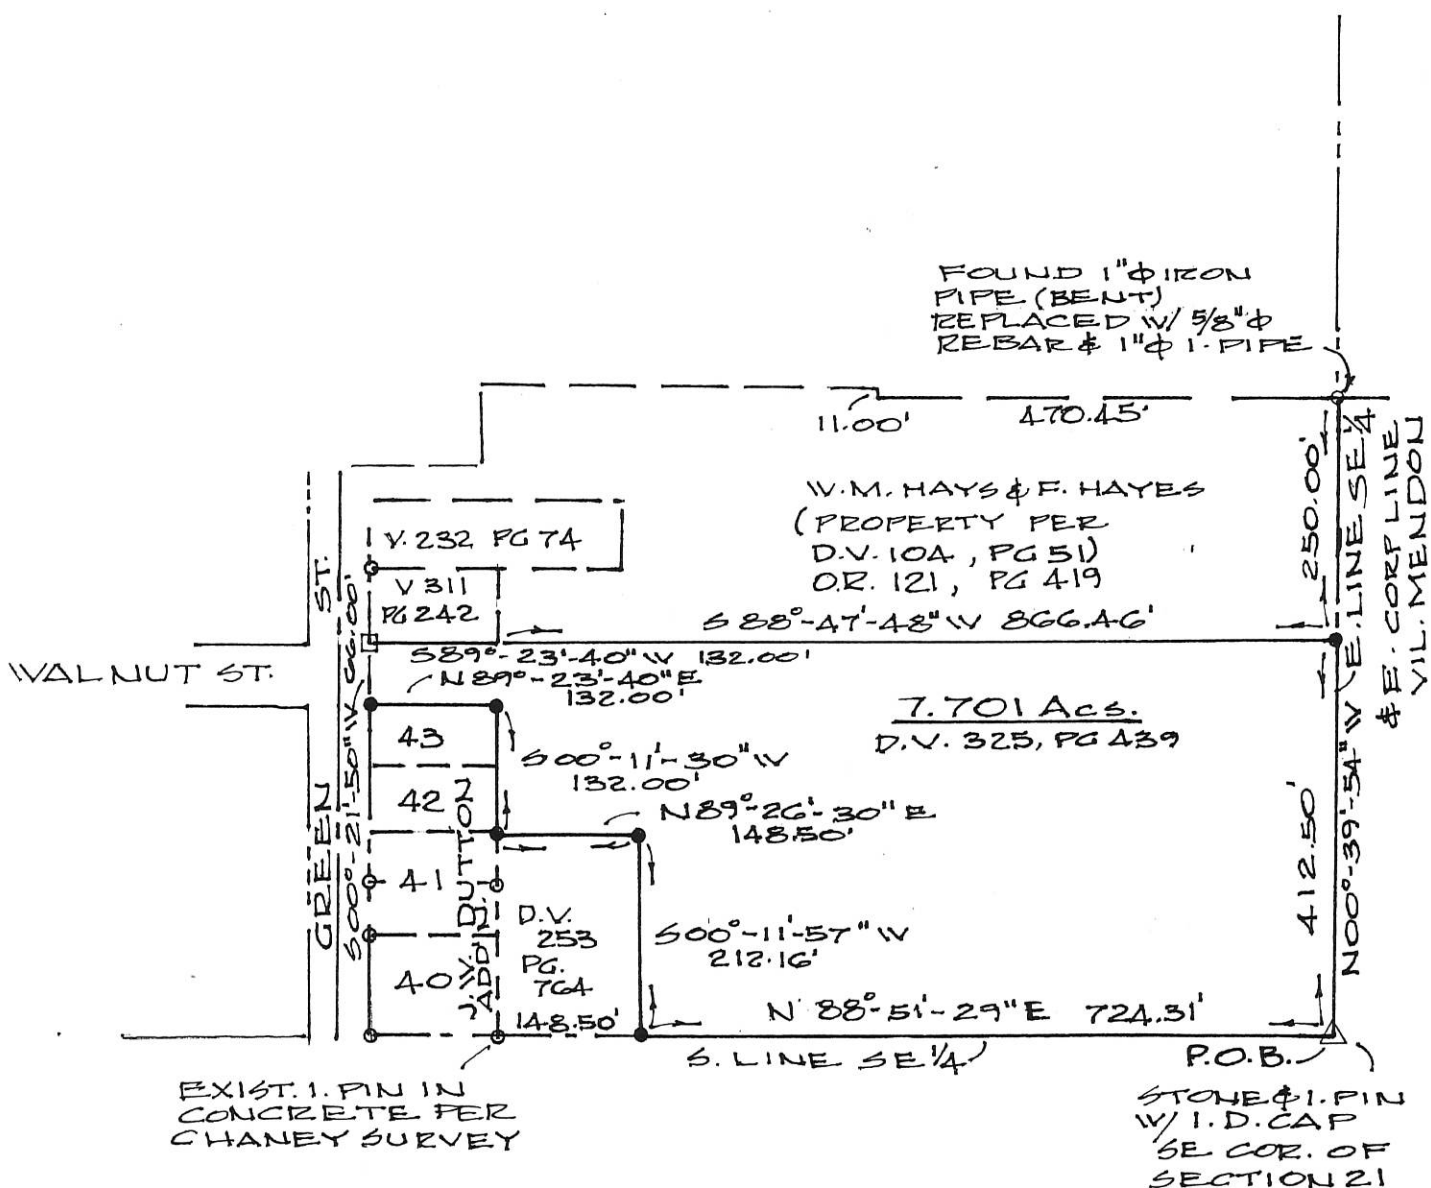 FOUND 1"φ IRON
PIPE (BENT)
REPLACED W/ 5/8"φ
REBAR & 1"φ I. PIPE
11.00'
470.45'
250.00'
E. LINE SE 1/4
& E. CORP LINE
VIL. MENDON
W.M. HAYS & F. HAYES
(PROPERTY PER
D.V. 104, PG 51)
O.R. 121, PG 419
V. 232 PG 74
V 311
PG 242
S 88°-47'-48" W 866.46'
WALNUT ST.
GREEN ST.
S00°-21'-50" W 66.00'
S89°-23'-40" W 132.00'
N 89°-23'-40" E
132.00'
7.701 Acs.
D.V. 325, PG 439
43
S00°-11'-30" W
132.00'
42
N89°-26'-30" E
148.50'
41
J.W. DUTTON
ADD'N.
D.V.
253
PG.
764
S00°-11'-57" W
212.16'
412.50'
N00°-39'-54" W
40
148.50'
N 88°-51'-29" E 724.31'
S. LINE SE 1/4
P.O.B.
EXIST. I. PIN IN
CONCRETE PER
CHANEY SURVEY
STONE & I. PIN
W/ I.D. CAP
SE COR. OF
SECTION 21